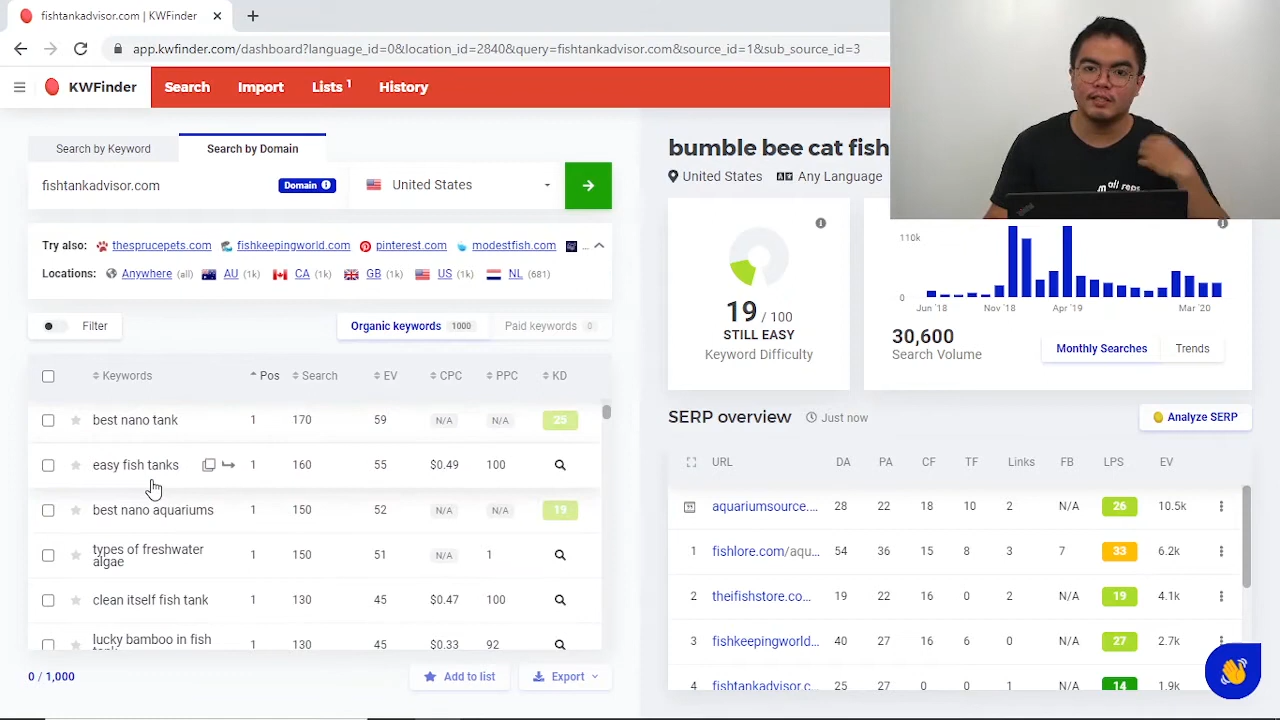 fishtankadvisor.com | KWFinder
app.kwfinder.com/dashboard?language_id=0&location_id=2840&query=fishtankadvisor.com&source_id=1&sub_source_id=3
KWFinder Search Import Lists 1 History
Search by Keyword Search by Domain
fishtankadvisor.com Domain United States
Try also: thesprucepets.com fishkeepingworld.com pinterest.com modestfish.com ...
Locations: Anywhere (all) AU (1k) CA (1k) GB (1k) US (1k) NL (681)
Filter Organic keywords 1000 Paid keywords 0
Keywords Pos Search EV CPC PPC KD
best nano tank 1 170 59 N/A N/A 25
easy fish tanks 1 160 55 $0.49 100
best nano aquariums 1 150 52 N/A N/A 19
types of freshwater
algae 1 150 51 N/A 1
clean itself fish tank 1 130 45 $0.47 100
lucky bamboo in fish
1 130 45 $0.33 92
0 / 1,000 Add to list Export
bumble bee cat fish
United States Any Language
19 / 100
STILL EASY
Keyword Difficulty
110k
0
Jun '18 Nov '18 Apr '19 Mar '20
30,600
Search Volume
Monthly Searches Trends
SERP overview Just now Analyze SERP
URL DA PA CF TF Links FB LPS EV
aquariumsource.... 28 22 18 10 2 N/A 26 10.5k
1 fishlore.com/aqu... 54 36 15 8 3 7 33 6.2k
2 theifishstore.co... 19 22 16 0 2 N/A 19 4.1k
3 fishkeepingworld... 40 27 16 6 0 N/A 27 2.7k
4 fishtankadvisor.c... 25 27 0 0 1 N/A 14 1.9k